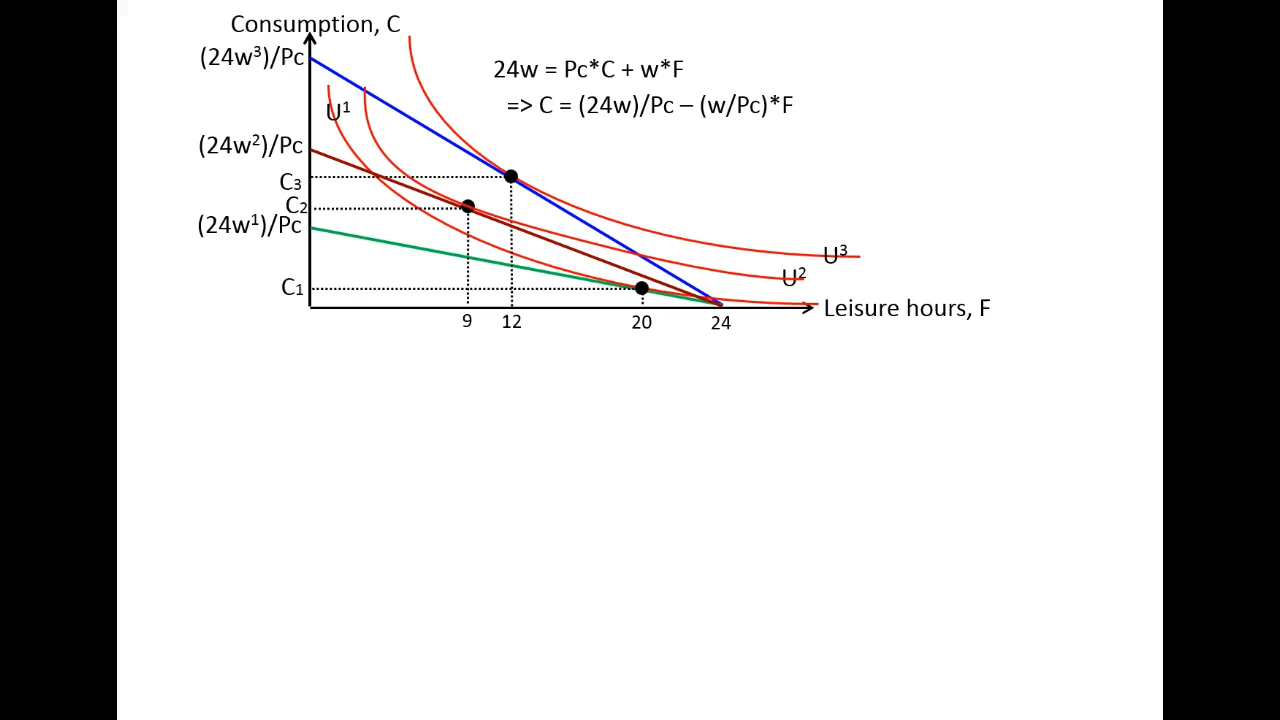 Consumption, C
(24w³)/Pc
24w = Pc*C + w*F
=> C = (24w)/Pc – (w/Pc)*F
U¹
(24w²)/Pc
C₃
C₂
(24w¹)/Pc
U³
U²
C₁
Leisure hours, F
9 12 20 24